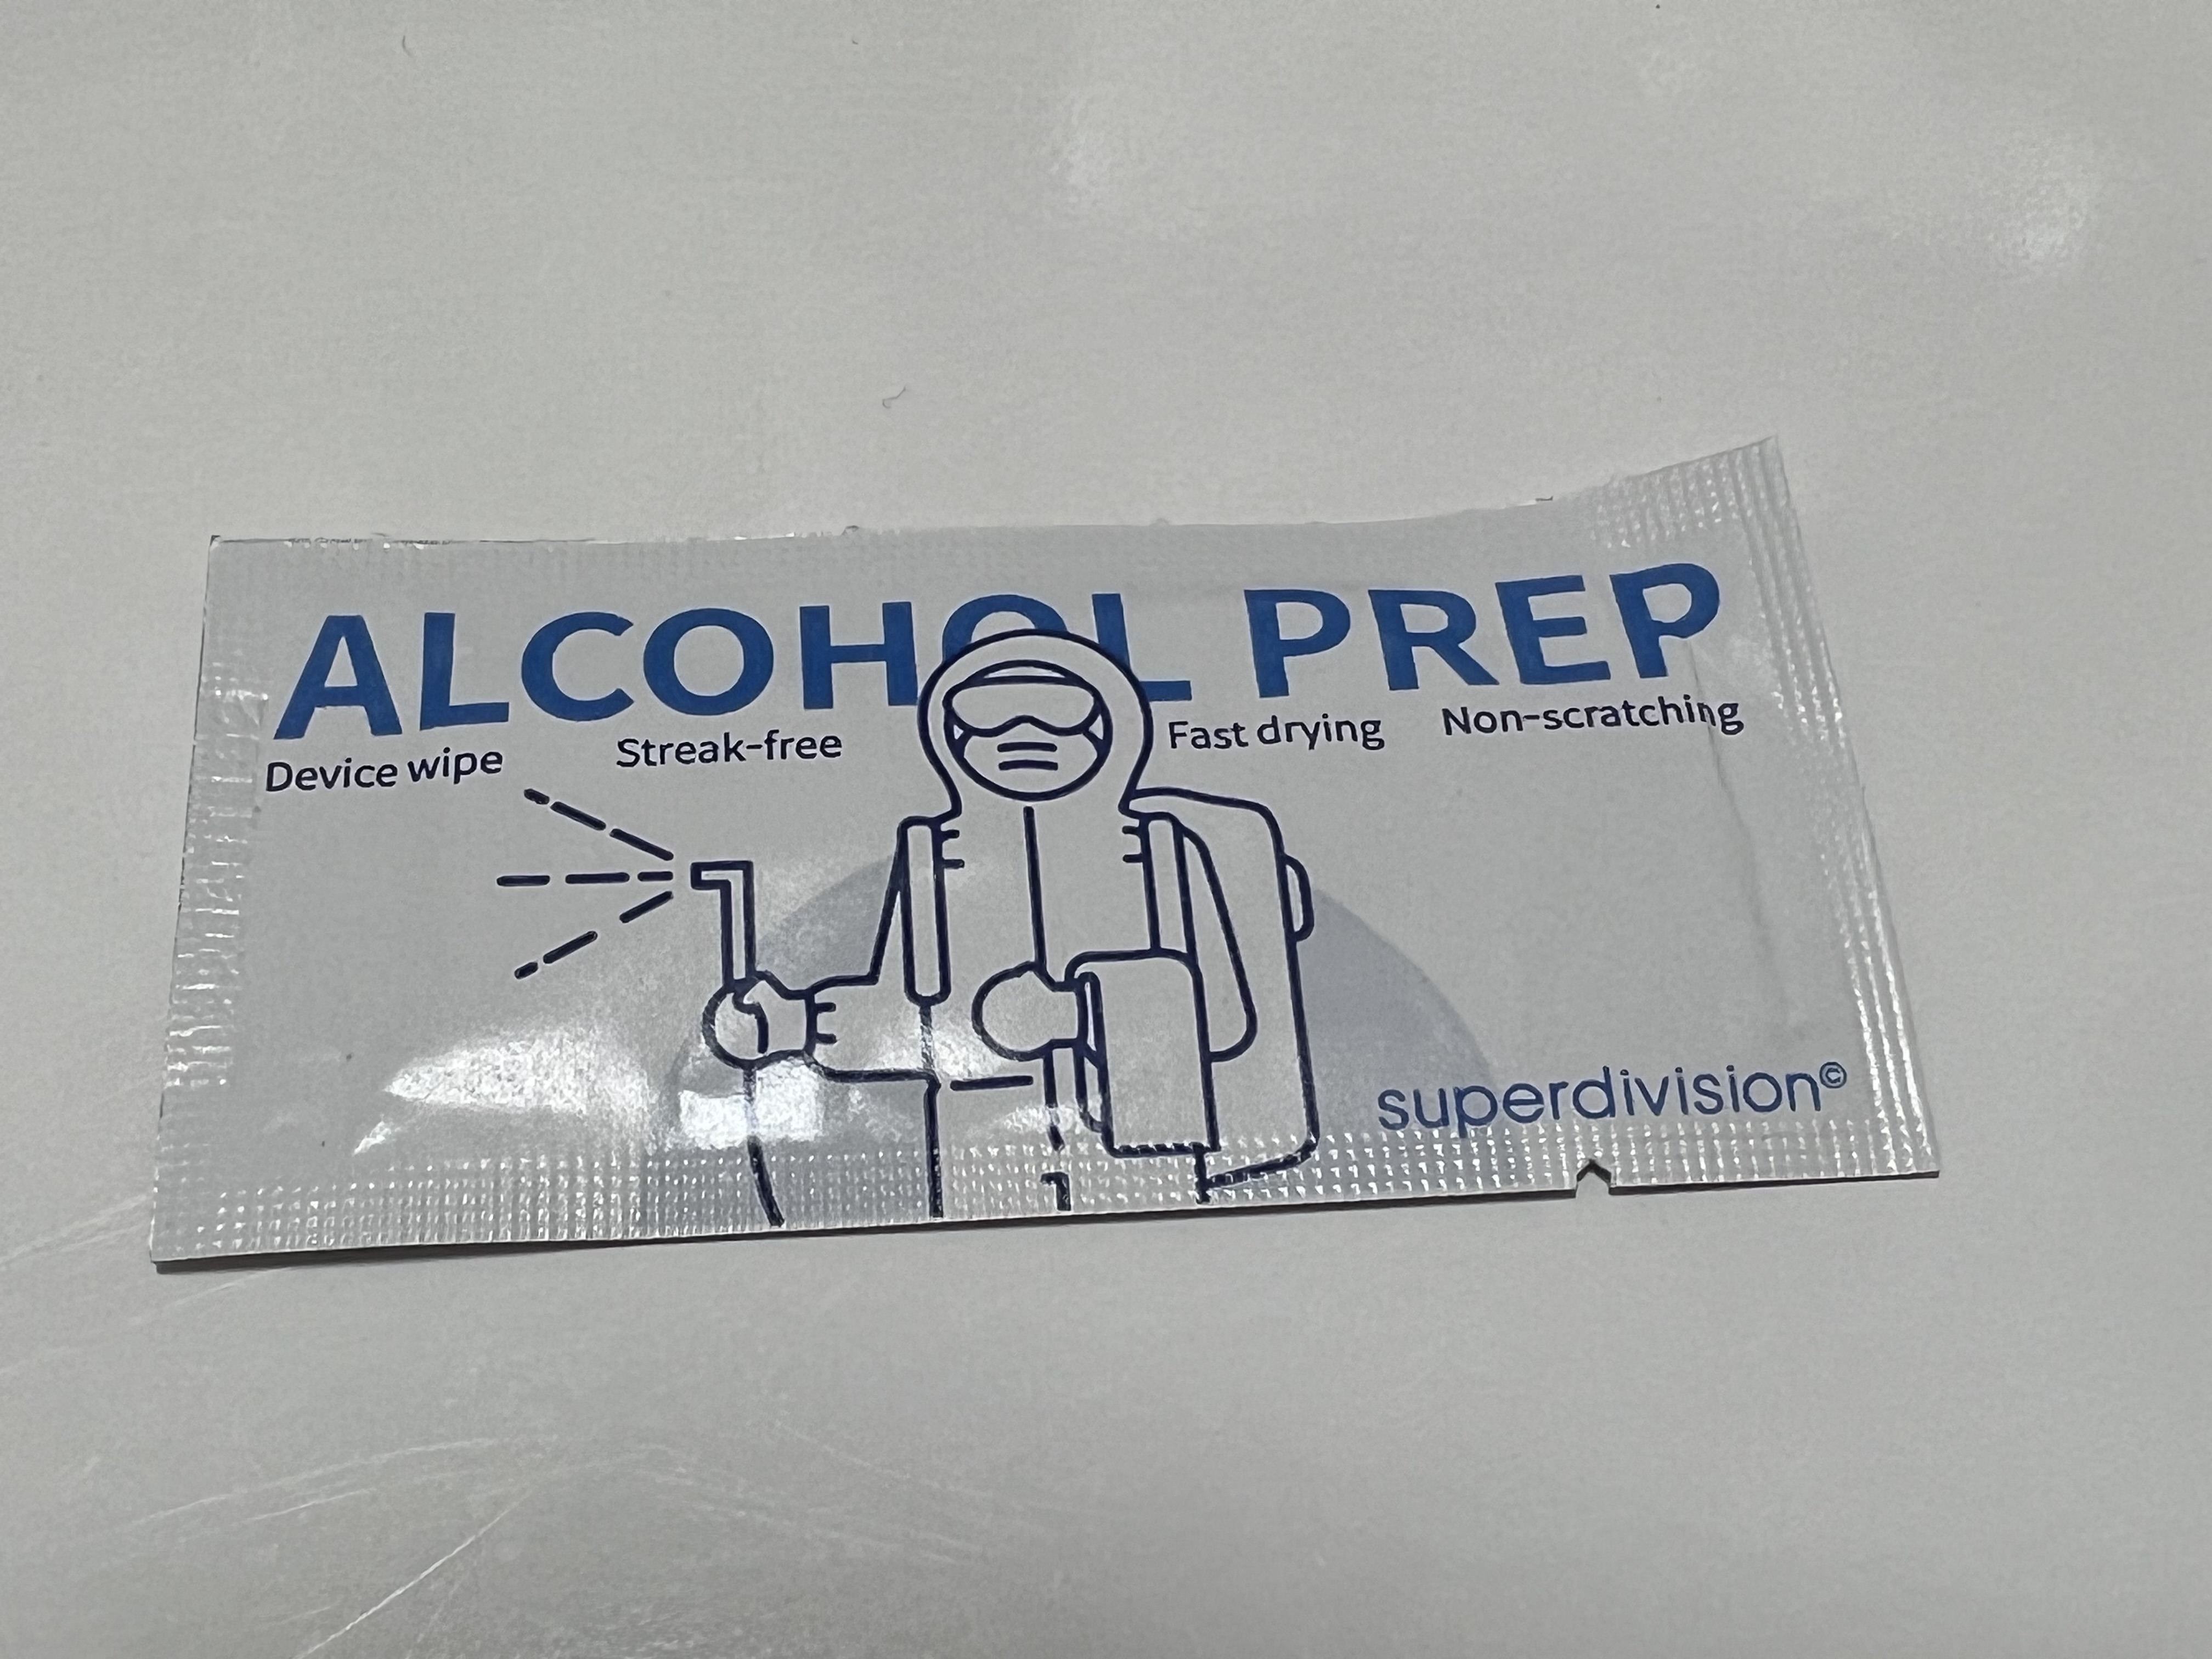 ALCOHOL PREP
Device wipe Streak-free Fast drying Non-scratching
superdivision©